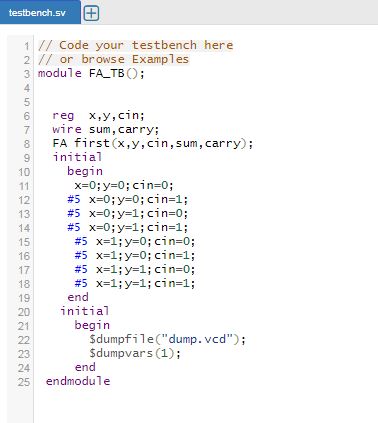 testbench.sv
1 // Code your testbench here
2 // or browse Examples
3 module FA_TB();
4
5
6 reg x,y,cin;
7 wire sum,carry;
8 FA first(x,y,cin,sum,carry);
9 initial
10 begin
11 x=0;y=0;cin=0;
12 #5 x=0;y=0;cin=1;
13 #5 x=0;y=1;cin=0;
14 #5 x=0;y=1;cin=1;
15 #5 x=1;y=0;cin=0;
16 #5 x=1;y=0;cin=1;
17 #5 x=1;y=1;cin=0;
18 #5 x=1;y=1;cin=1;
19 end
20 initial
21 begin
22 $dumpfile("dump.vcd");
23 $dumpvars(1);
24 end
25 endmodule